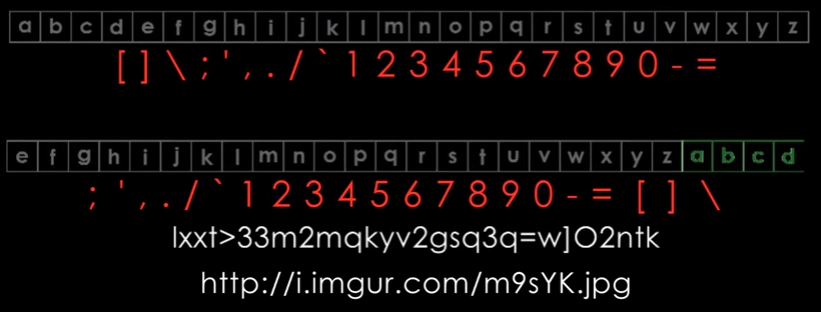 a b c d e f g h i j k l m n o p q r s t u v w x y z
[ ] \ ; ' , . / ` 1 2 3 4 5 6 7 8 9 0 - =
e f g h i j k l m n o p q r s t u v w x y z a b c d
; ' , . / ` 1 2 3 4 5 6 7 8 9 0 - = [ ] \
lxxt>33m2mqkyv2gsq3q=w]O2ntk
http://i.imgur.com/m9sYK.jpg